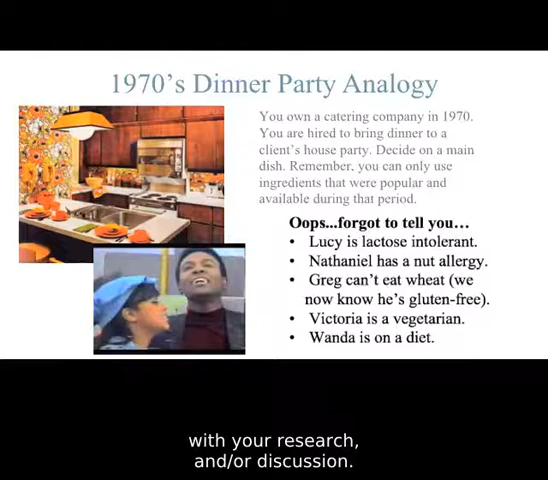 1970's Dinner Party Analogy
You own a catering company in 1970.
You are hired to bring dinner to a
client's house party. Decide on a main
dish. Remember, you can only use
ingredients that were popular and
available during that period.
Oops...forgot to tell you…
• Lucy is lactose intolerant.
• Nathaniel has a nut allergy.
• Greg can't eat wheat (we
now know he's gluten-free).
• Victoria is a vegetarian.
• Wanda is on a diet.
with your research,
and/or discussion.